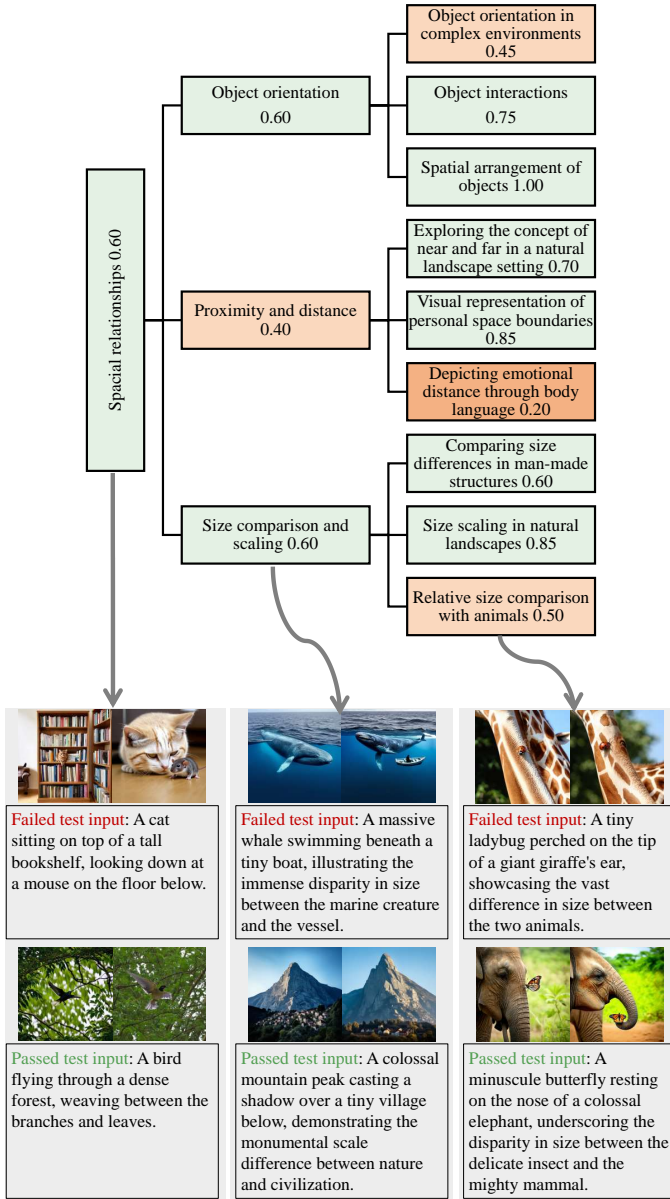 Spacial relationships 0.60
Object orientation
0.60
Object orientation in
complex environments
0.45
Object interactions
0.75
Spatial arrangement of
objects 1.00
Proximity and distance
0.40
Exploring the concept of
near and far in a natural
landscape setting 0.70
Visual representation of
personal space boundaries
0.85
Depicting emotional
distance through body
language 0.20
Size comparison and
scaling 0.60
Comparing size
differences in man-made
structures 0.60
Size scaling in natural
landscapes 0.85
Relative size comparison
with animals 0.50
Failed test input: A cat
sitting on top of a tall
bookshelf, looking down at
a mouse on the floor below.
Failed test input: A massive
whale swimming beneath a
tiny boat, illustrating the
immense disparity in size
between the marine creature
and the vessel.
Failed test input: A tiny
ladybug perched on the tip
of a giant giraffe's ear,
showcasing the vast
difference in size between
the two animals.
Passed test input: A bird
flying through a dense
forest, weaving between the
branches and leaves.
Passed test input: A colossal
mountain peak casting a
shadow over a tiny village
below, demonstrating the
monumental scale
difference between nature
and civilization.
Passed test input: A
minuscule butterfly resting
on the nose of a colossal
elephant, underscoring the
disparity in size between the
delicate insect and the
mighty mammal.